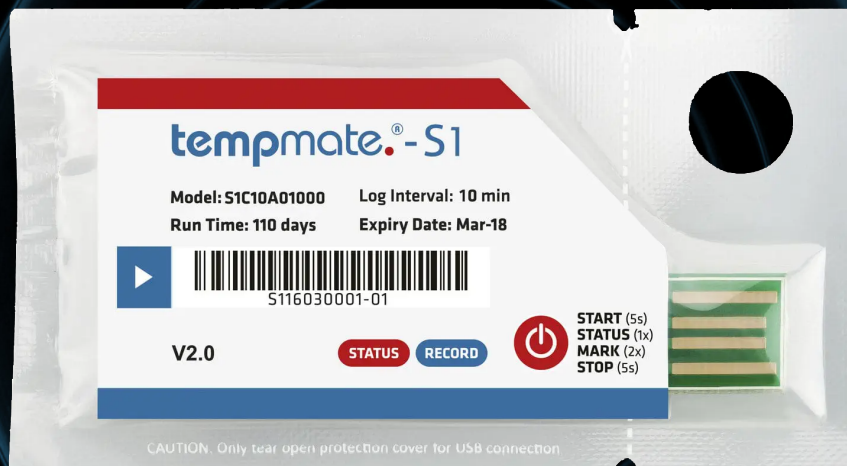 tempmate.®-S1
Model: S1C10A01000 Log Interval: 10 min
Run Time: 110 days Expiry Date: Mar-18
S116030001-01
START (5s)
STATUS (1x)
MARK (2x)
STOP (5s)
V2.0 STATUS RECORD
CAUTION. Only tear open protection cover for USB connection